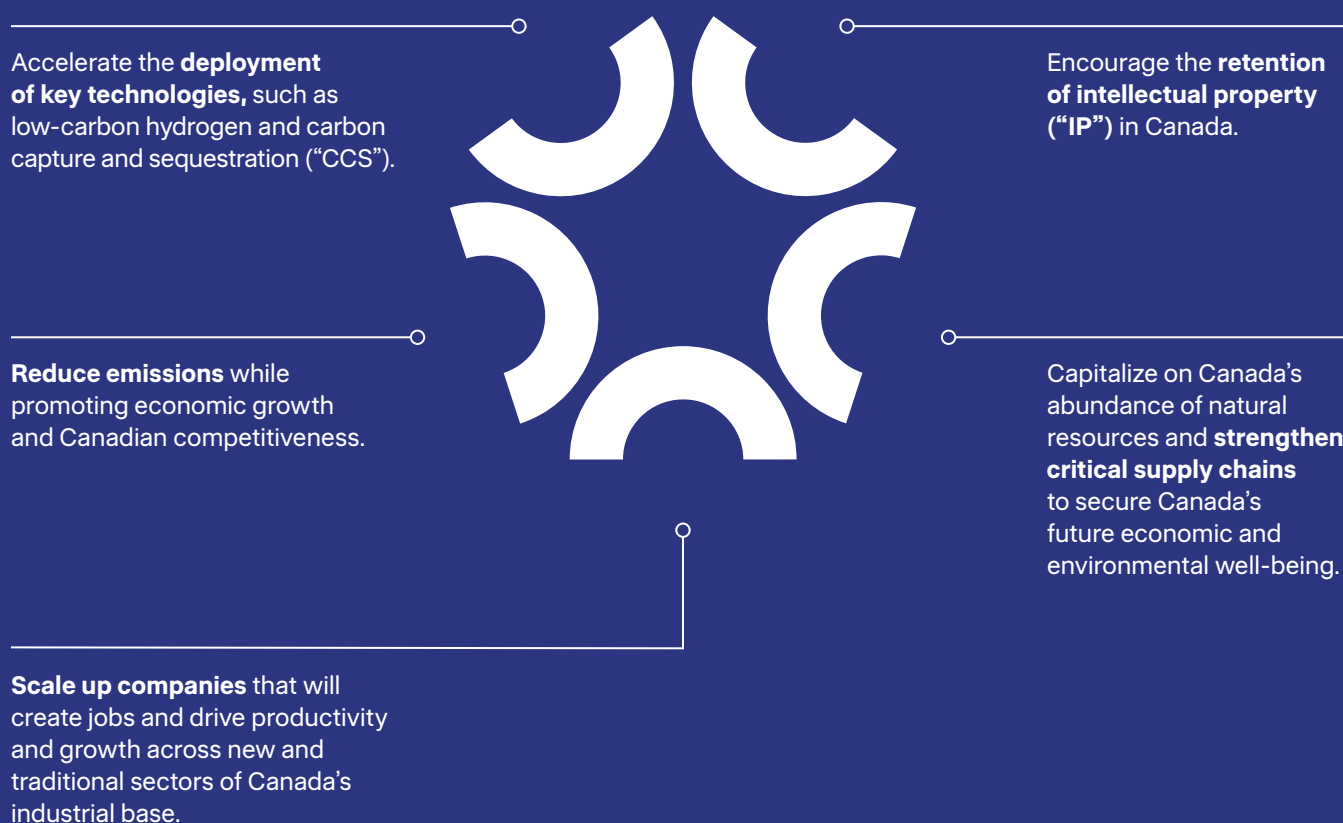 Accelerate the deployment
of key technologies, such as
low-carbon hydrogen and carbon
capture and sequestration (“CCS”).
Encourage the retention
of intellectual property
(“IP”) in Canada.
Reduce emissions while
promoting economic growth
and Canadian competitiveness.
Capitalize on Canada’s
abundance of natural
resources and strengthen
critical supply chains
to secure Canada’s
future economic and
environmental well-being.
Scale up companies that will
create jobs and drive productivity
and growth across new and
traditional sectors of Canada’s
industrial base.